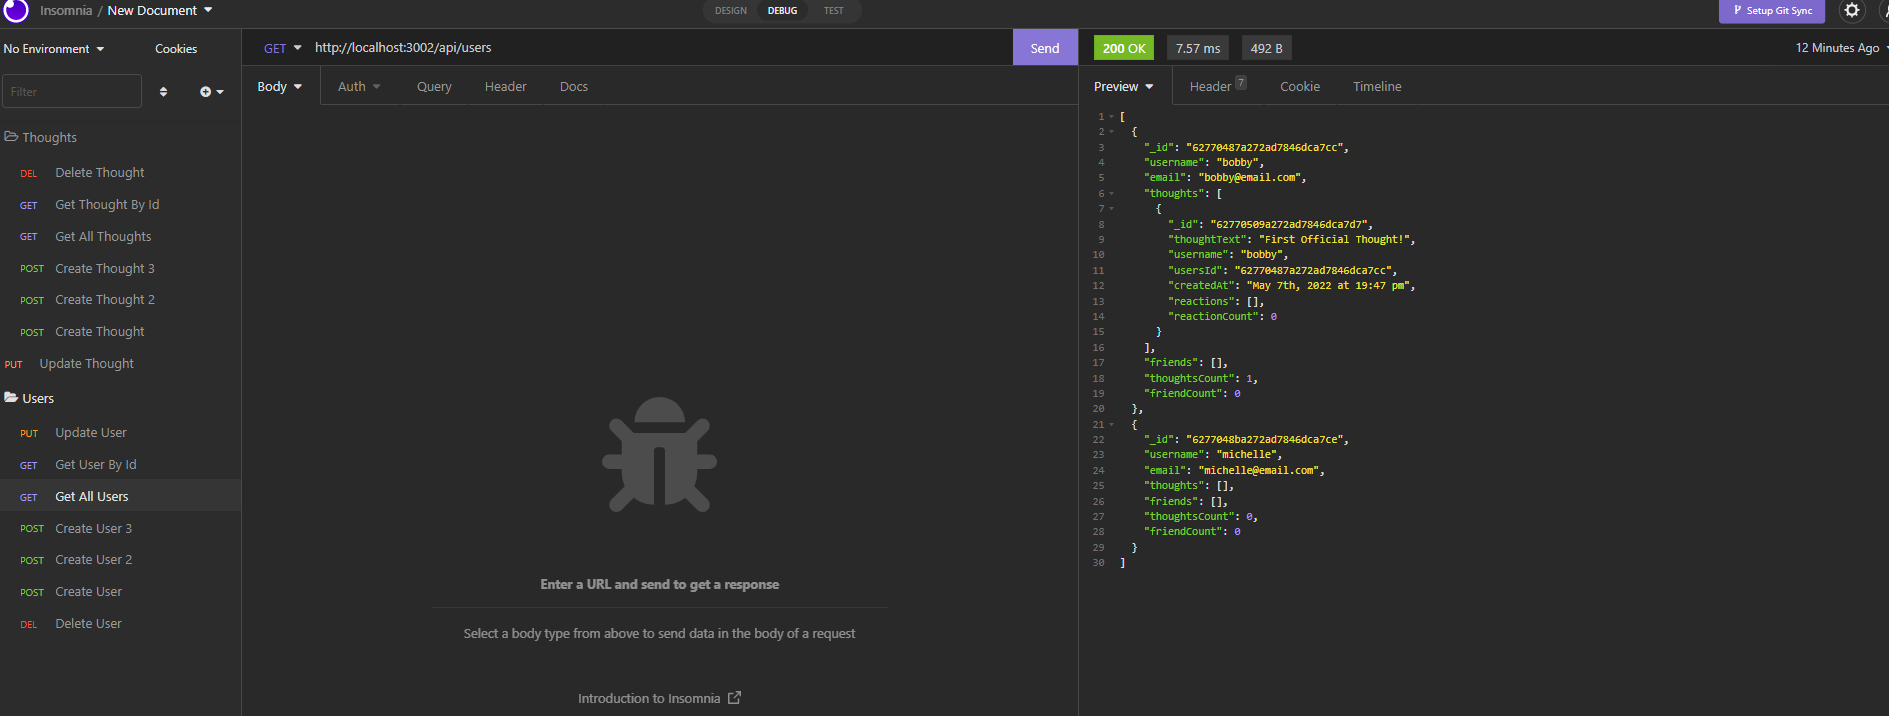 Insomnia / New Document
DESIGN DEBUG TEST
Setup Git Sync
No Environment Cookies
GET http://localhost:3002/api/users Send
200 OK 7.57 ms 492 B 12 Minutes Ago
Filter
Body Auth Query Header Docs
Preview Header 7 Cookie Timeline
Thoughts
DEL Delete Thought
GET Get Thought By Id
GET Get All Thoughts
POST Create Thought 3
POST Create Thought 2
POST Create Thought
PUT Update Thought
Users
PUT Update User
GET Get User By Id
GET Get All Users
POST Create User 3
POST Create User 2
POST Create User
DEL Delete User
Enter a URL and send to get a response
Select a body type from above to send data in the body of a request
Introduction to Insomnia
1 [
2 {
3 "_id": "62770487a272ad7846dca7cc",
4 "username": "bobby",
5 "email": "bobby@email.com",
6 "thoughts": [
7 {
8 "_id": "62770509a272ad7846dca7d7",
9 "thoughtText": "First Official Thought!",
10 "username": "bobby",
11 "usersId": "62770487a272ad7846dca7cc",
12 "createdAt": "May 7th, 2022 at 19:47 pm",
13 "reactions": [],
14 "reactionCount": 0
15 }
16 ],
17 "friends": [],
18 "thoughtsCount": 1,
19 "friendCount": 0
20 },
21 {
22 "_id": "6277048ba272ad7846dca7ce",
23 "username": "michelle",
24 "email": "michelle@email.com",
25 "thoughts": [],
26 "friends": [],
27 "thoughtsCount": 0,
28 "friendCount": 0
29 }
30 ]